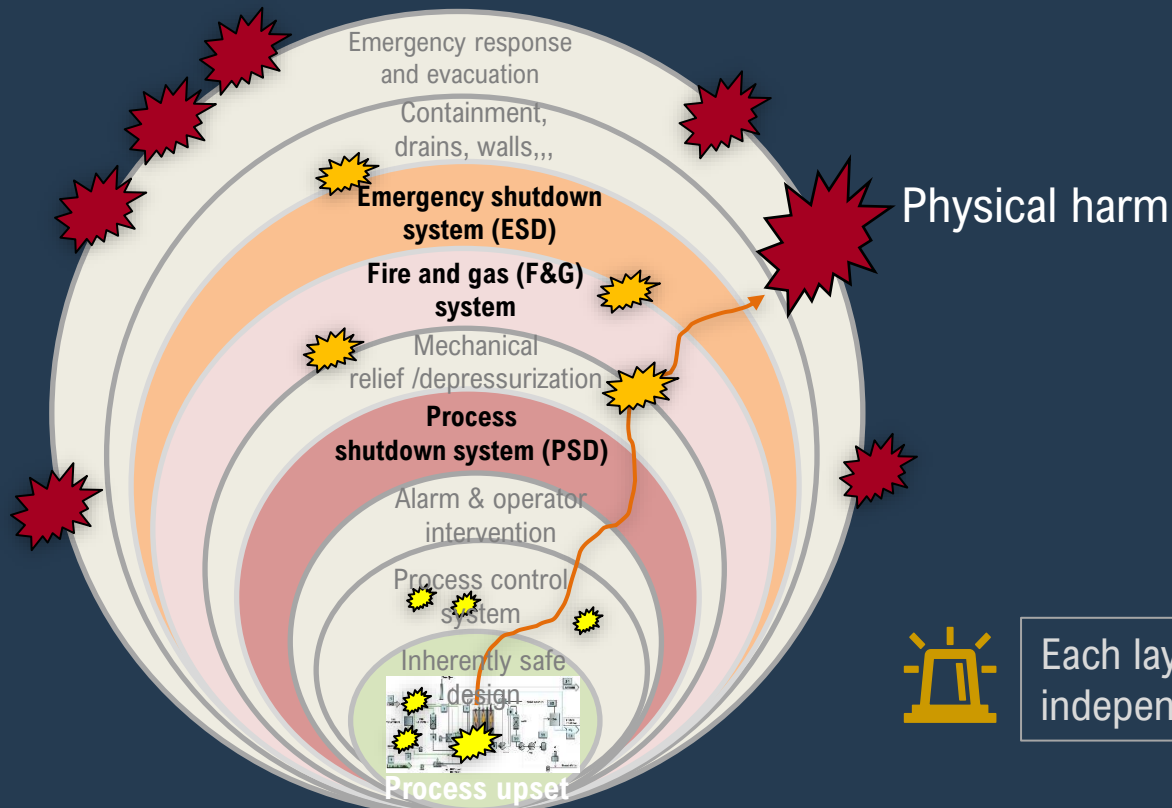 Emergency response
and evacuation
Containment,
drains, walls,,,
Emergency shutdown
system (ESD)
Physical harm
Fire and gas (F&G)
system
Mechanical
relief /depressurization
Process
shutdown system (PSD)
Alarm & operator
intervention
Process control
system
Inherently safe
design
Process upset
Each lay
indepen